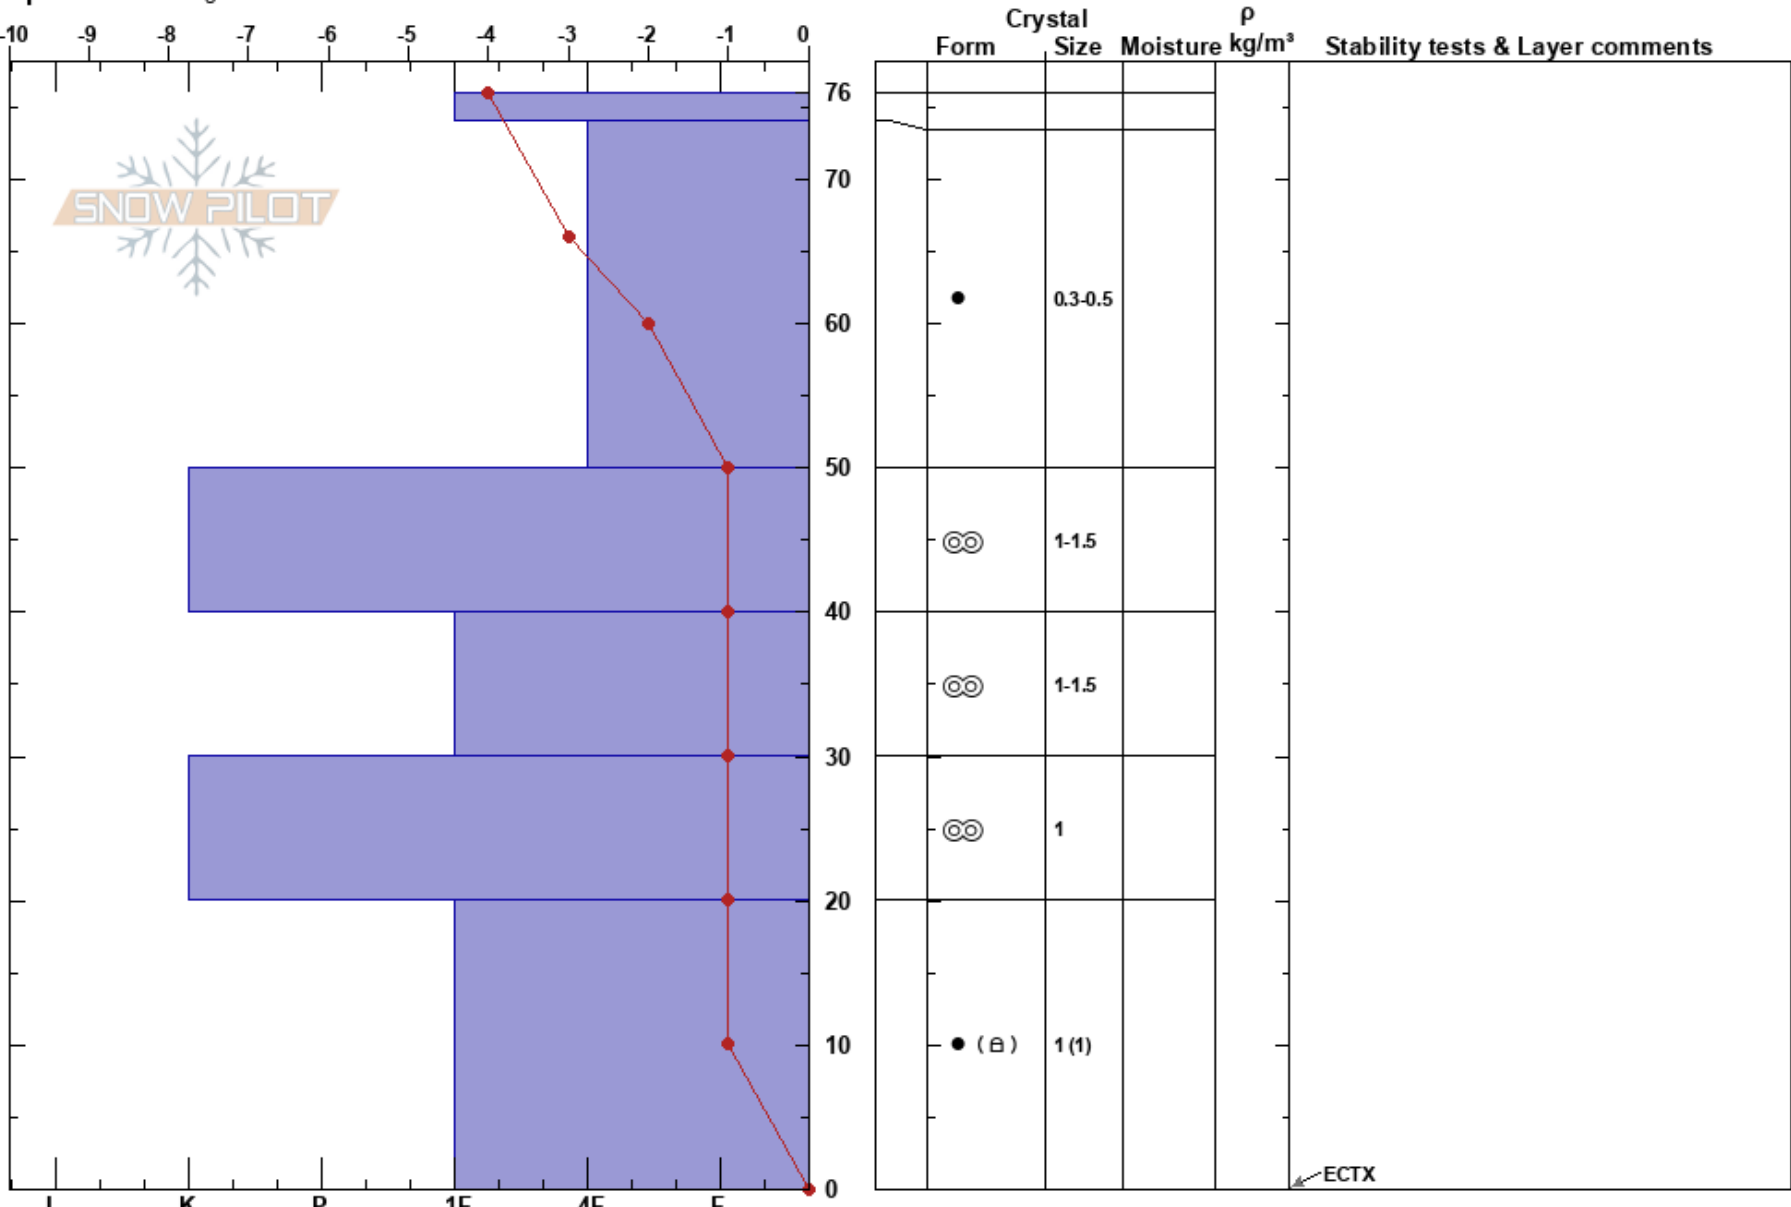 Crystal ρ
-10 -9 -8 -7 -6 -5 -4 -3 -2 -1 0
Form Size Moisture kg/m³ Stability tests & Layer comments
76
SNOW PILOT
70
0.3-0.5
60
50
1-1.5
40
1-1.5
30
1
20
10
( ) 1 (1)
ECTX
0
I K P 1F 4F F